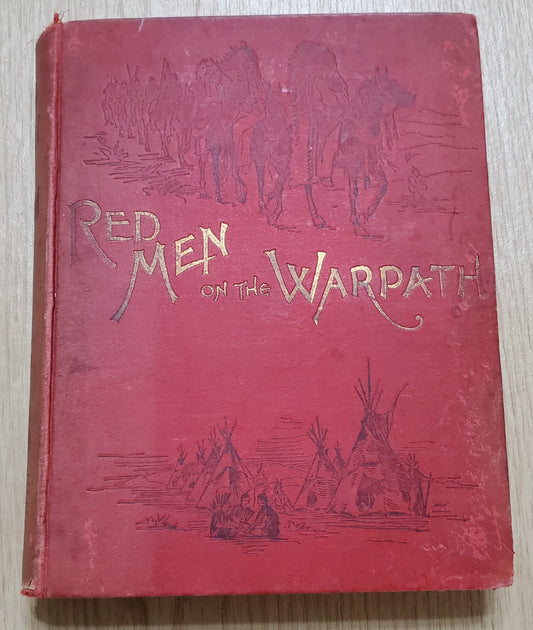 RED
MEN
ON THE WARPATH